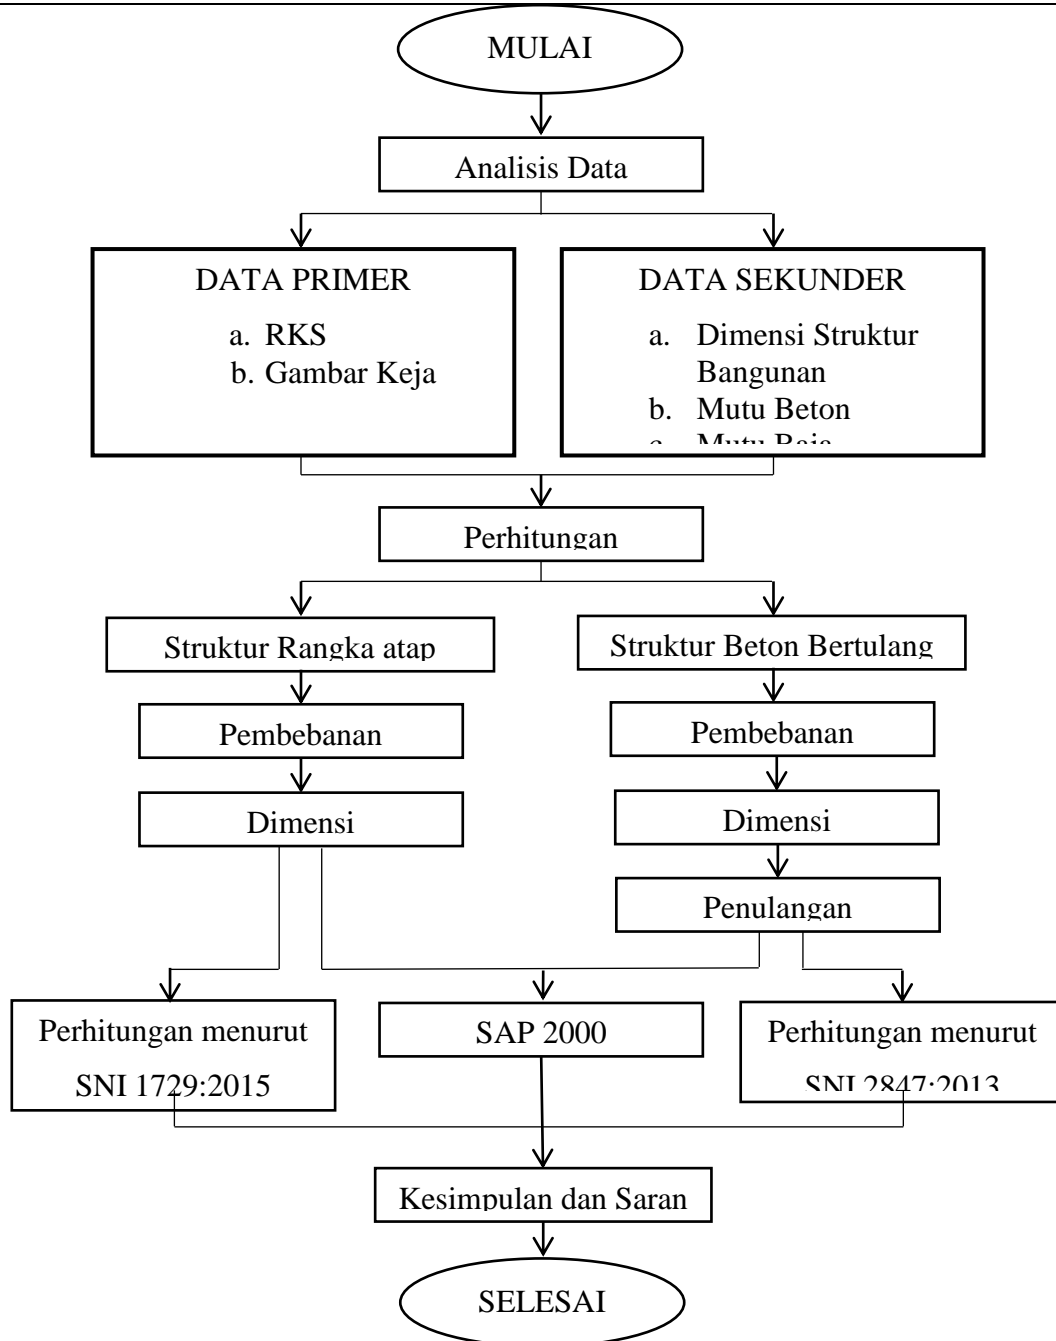 MULAI
Analisis Data
DATA PRIMER
a. RKS
b. Gambar Keja
DATA SEKUNDER
a. Dimensi Struktur
Bangunan
b. Mutu Beton
c. Mutu Baja
Perhitungan
Struktur Rangka atap
Pembebanan
Dimensi
Struktur Beton Bertulang
Pembebanan
Dimensi
Penulangan
Perhitungan menurut
SNI 1729:2015
SAP 2000
Perhitungan menurut
SNI 2847:2013
Kesimpulan dan Saran
SELESAI